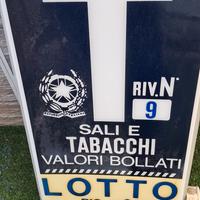 T
RIV. N°
9
SALI E
TABACCHI
VALORI BOLLATI
LOTTO